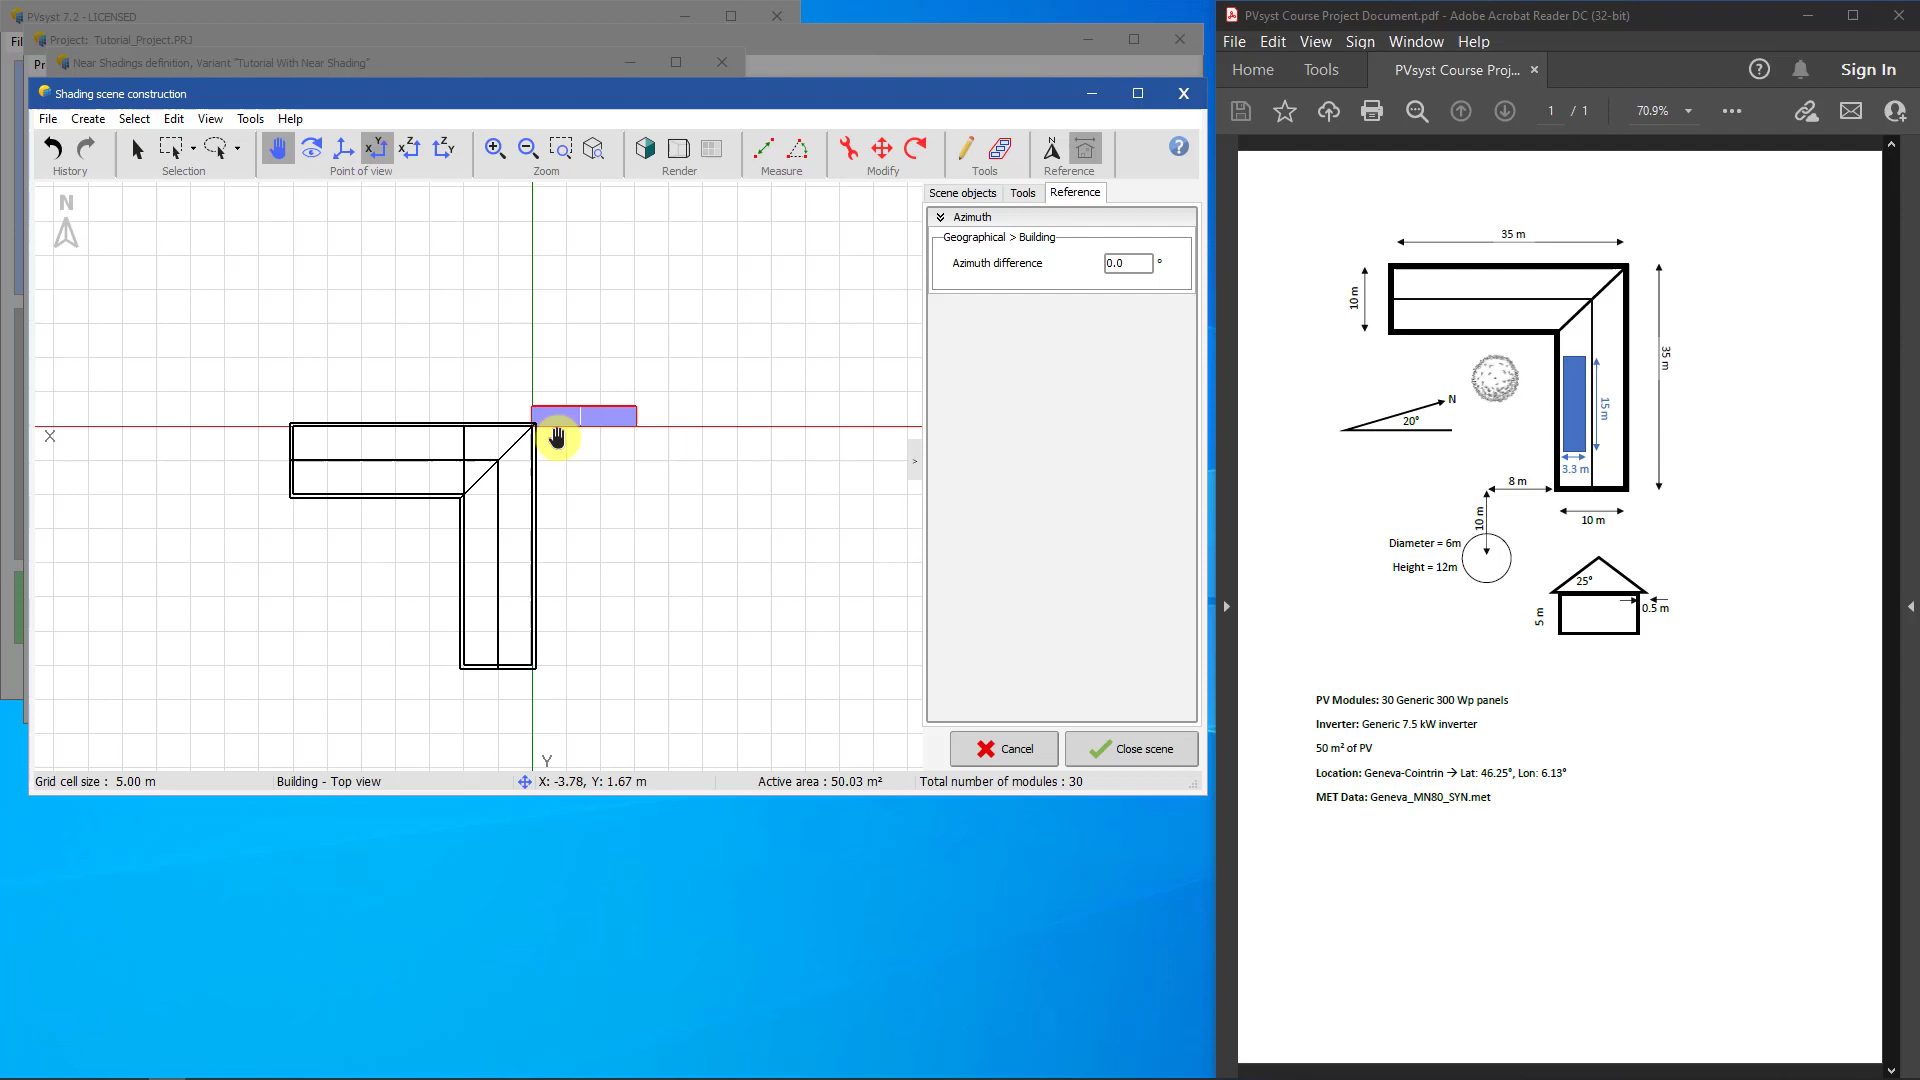 PVsyst 7.2 - LICENSED
Fil
Project: Tutorial_Project.PRJ
Pr
Near Shadings definition, Variant "Tutorial With Near Shading"
Shading scene construction
File Create Select Edit View Tools Help
History Selection Point of view Zoom Render Measure Modify Tools Reference
N
X
Y
Scene objects Tools Reference
Azimuth
Geographical > Building
Azimuth difference 0.0 °
>
Cancel Close scene
Grid cell size : 5.00 m Building - Top view X: -3.78, Y: 1.67 m Active area : 50.03 m² Total number of modules : 30
PVsyst Course Project Document.pdf - Adobe Acrobat Reader DC (32-bit)
File Edit View Sign Window Help
Home Tools PVsyst Course Proj... Sign In
1 / 1 70.9%
35 m
10 m
35 m
N
20°
15 m
3.3 m
8 m
10 m
10 m
Diameter = 6m
Height = 12m
25°
0.5 m
5 m
PV Modules: 30 Generic 300 Wp panels
Inverter: Generic 7.5 kW inverter
50 m² of PV
Location: Geneva-Cointrin → Lat: 46.25°, Lon: 6.13°
MET Data: Geneva_MN80_SYN.met